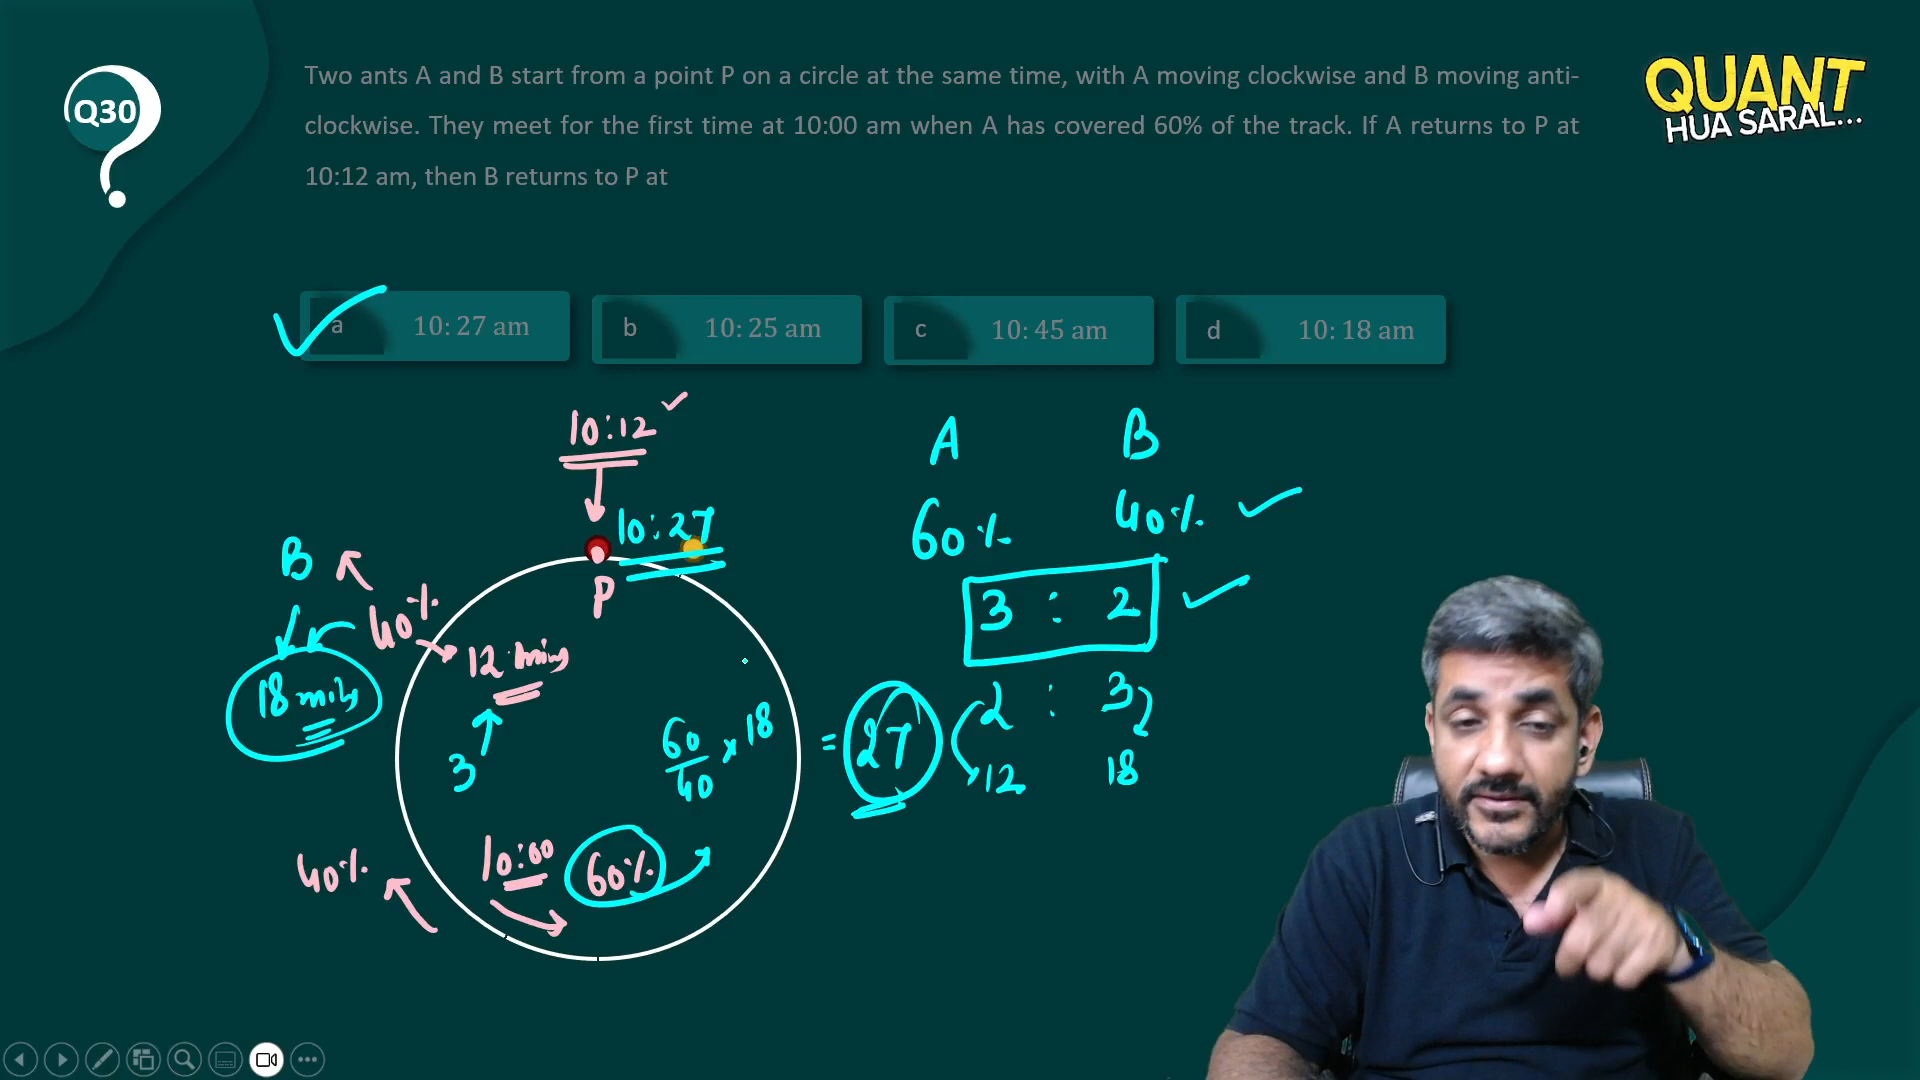 Q30
Two ants A and B start from a point P on a circle at the same time, with A moving clockwise and B moving anti-
clockwise. They meet for the first time at 10:00 am when A has covered 60% of the track. If A returns to P at
10:12 am, then B returns to P at
QUANT
HUA SARAL...
a 10: 27 am
b 10: 25 am
c 10: 45 am
d 10: 18 am
10:12
10:27
P
B
40%
12 mins
18 mins
3
60/40 × 18 = 27
10:00
60%
40%
A B
60% 40%
3 : 2
2 : 3
12 18